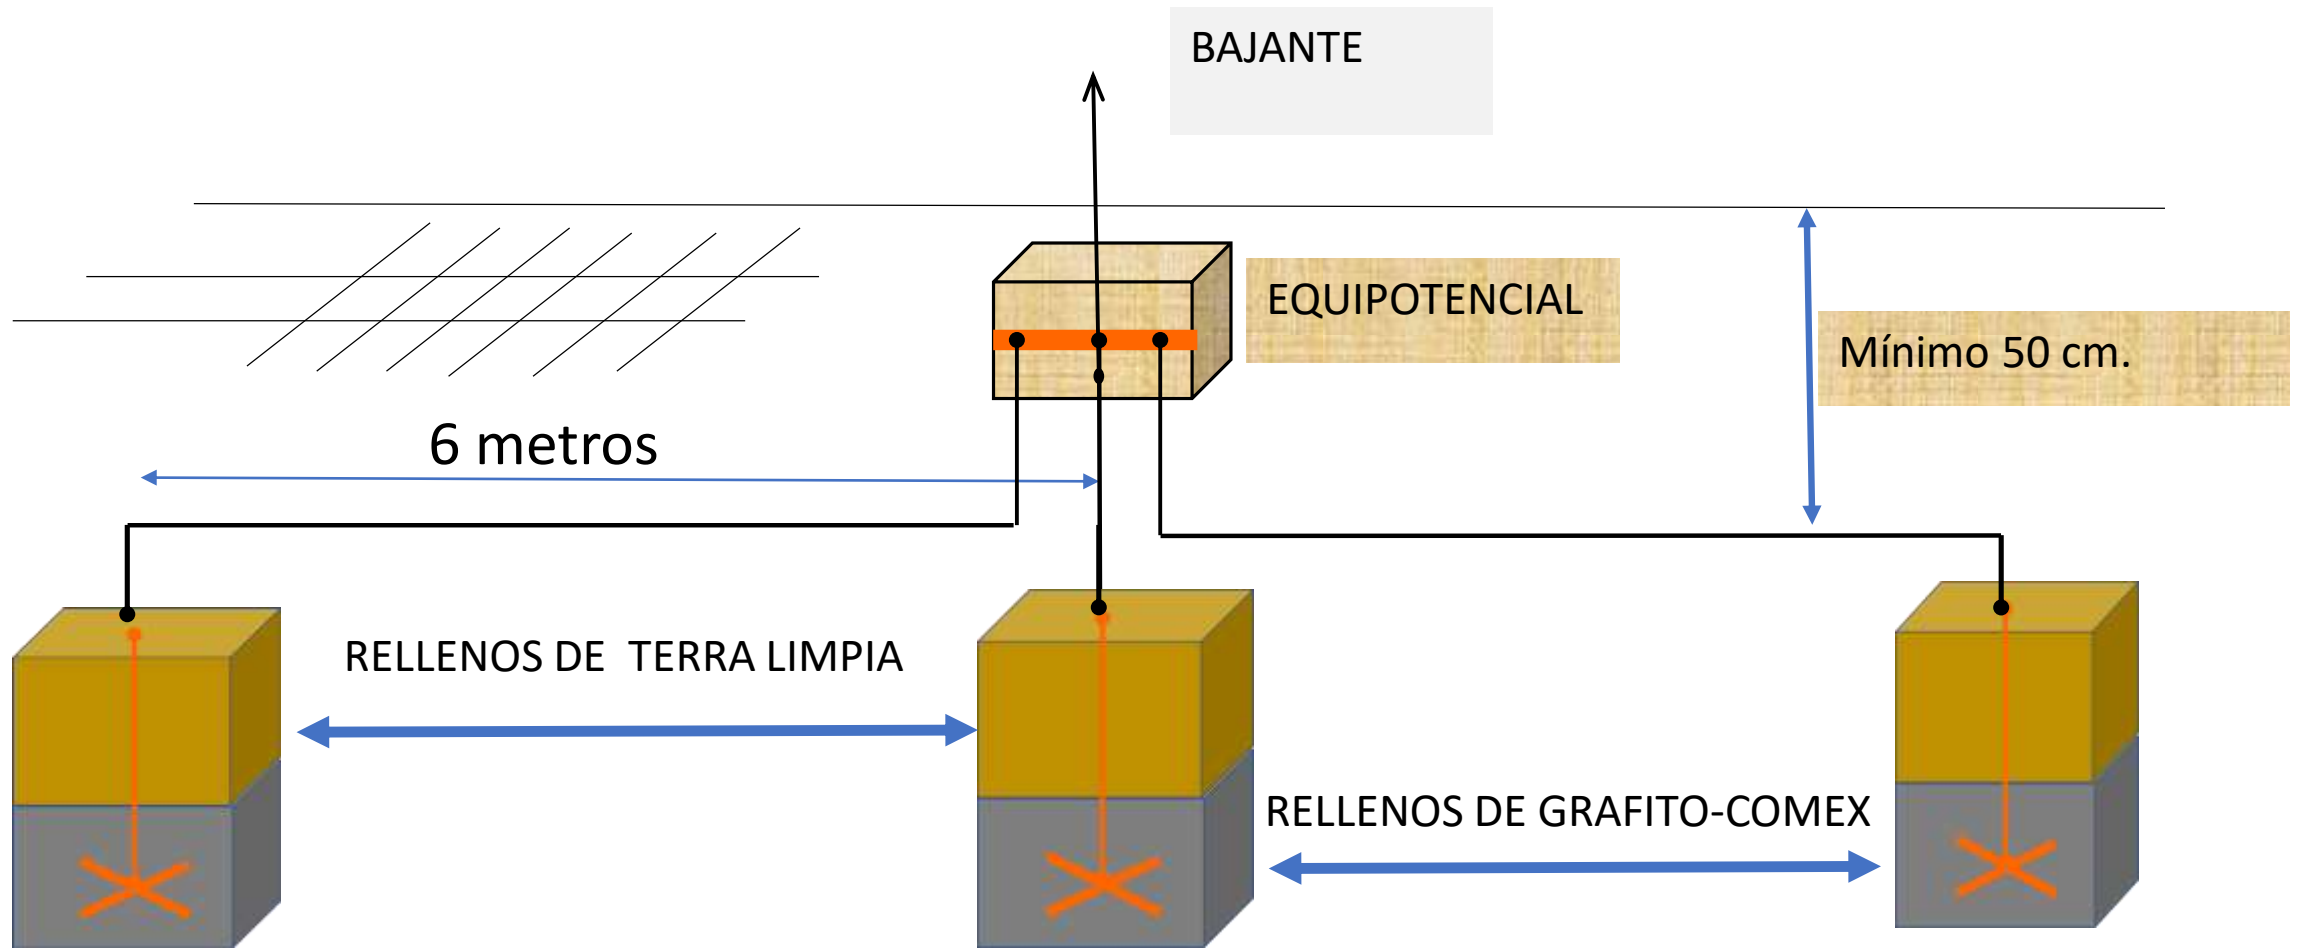 BAJANTE
EQUIPOTENCIAL
Mínimo 50 cm.
6 metros
RELLENOS DE TERRA LIMPIA
RELLENOS DE GRAFITO-COMEX